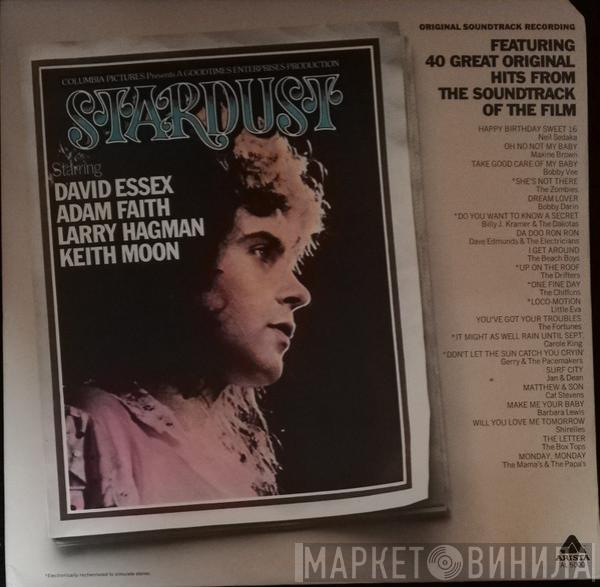 ORIGINAL SOUNDTRACK RECORDING
FEATURING
40 GREAT ORIGINAL
HITS FROM
THE SOUNDTRACK
OF THE FILM
COLUMBIA PICTURES Presents A GOODTIMES ENTERPRISES PRODUCTION
STARDUST
Starring
DAVID ESSEX
ADAM FAITH
LARRY HAGMAN
KEITH MOON
HAPPY BIRTHDAY SWEET 16
Neil Sedaka
OH NO NOT MY BABY
Maxine Brown
TAKE GOOD CARE OF MY BABY
Bobby Vee
*SHE'S NOT THERE
The Zombies
DREAM LOVER
Bobby Darin
*DO YOU WANT TO KNOW A SECRET
Billy J. Kramer & The Dakotas
DA DOO RON RON
Dave Edmunds & The Electricians
I GET AROUND
The Beach Boys
*UP ON THE ROOF
The Drifters
*ONE FINE DAY
The Chiffons
*LOCO-MOTION
Little Eva
YOU'VE GOT YOUR TROUBLES
The Fortunes
*IT MIGHT AS WELL RAIN UNTIL SEPT.
Carole King
*DON'T LET THE SUN CATCH YOU CRYIN'
Gerry & The Pacemakers
SURF CITY
Jan & Dean
MATTHEW & SON
Cat Stevens
MAKE ME YOUR BABY
Barbara Lewis
WILL YOU LOVE ME TOMORROW
Shirelles
THE LETTER
The Box Tops
MONDAY, MONDAY
The Mama's & The Papa's
*Electronically rechanneled to simulate stereo.
ARISTA
AL 5000
МАРКЕТ ВИНИЛА